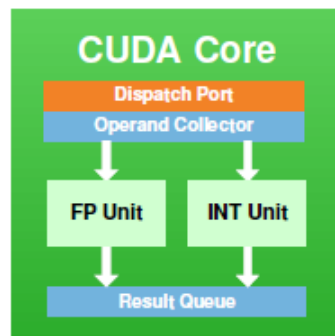 CUDA Core
Dispatch Port
Operand Collector
FP Unit
INT Unit
Result Queue